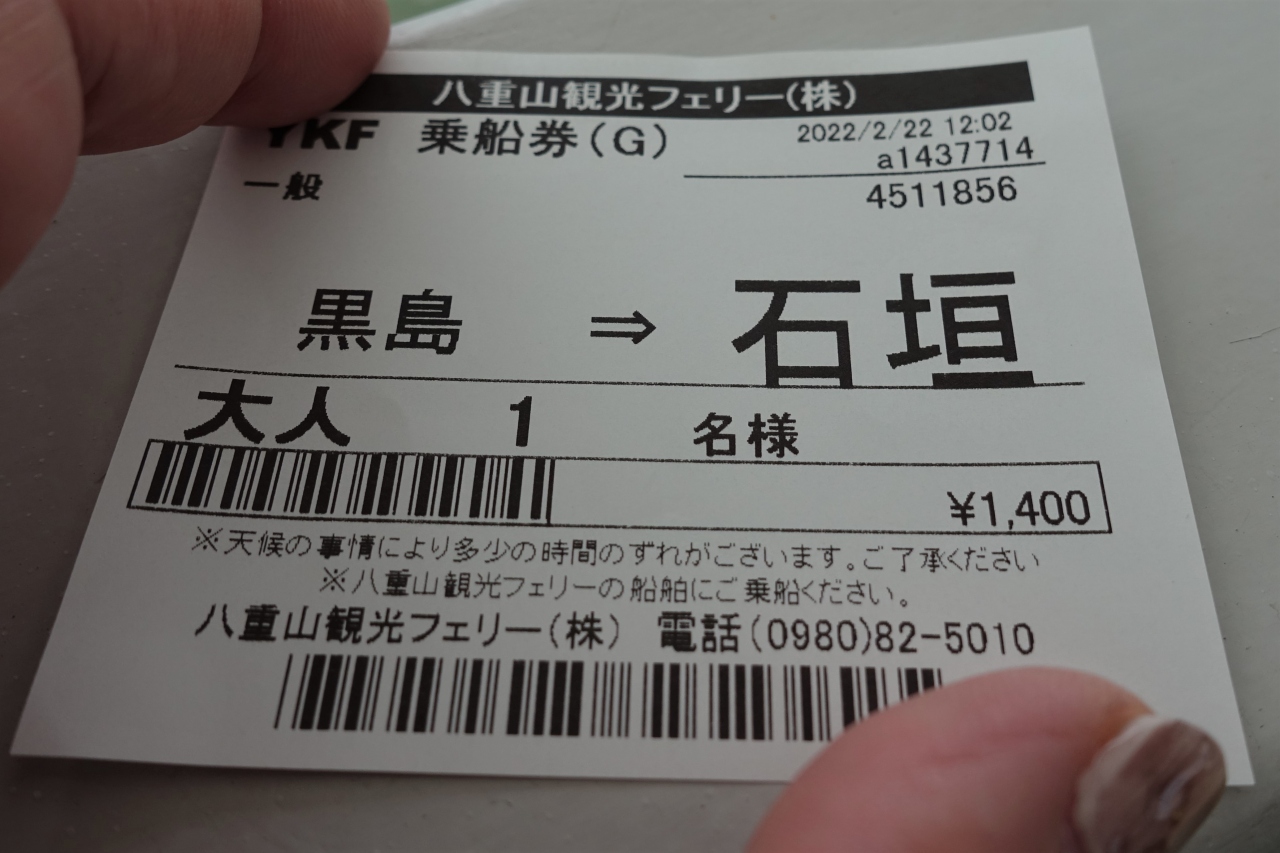 八重山観光フェリー(株)
YKF 乗船券(G) 2022/2/22 12:02
a1437714
一般 4511856
黒島 ⇒ 石垣
大人 1 名様
¥1,400
※天候の事情により多少の時間のずれがございます。ご了承ください
※八重山観光フェリーの船舶にご乗船ください。
八重山観光フェリー(株) 電話(0980)82-5010